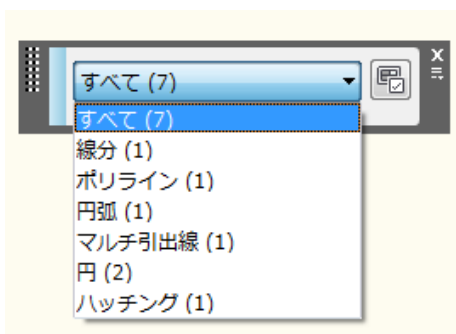 すべて (7)
すべて (7)
線分 (1)
ポリライン (1)
円弧 (1)
マルチ引出線 (1)
円 (2)
ハッチング (1)